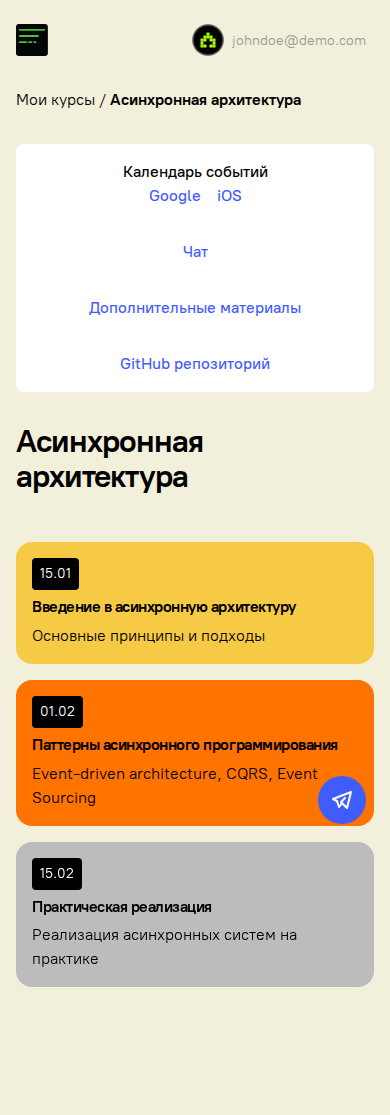 johndoe@demo.com
Мои курсы / Асинхронная архитектура
Календарь событий
Google iOS
Чат
Дополнительные материалы
GitHub репозиторий
Асинхронная
архитектура
15.01
Введение в асинхронную архитектуру
Основные принципы и подходы
01.02
Паттерны асинхронного программирования
Event-driven architecture, CQRS, Event
Sourcing
15.02
Практическая реализация
Реализация асинхронных систем на
практике